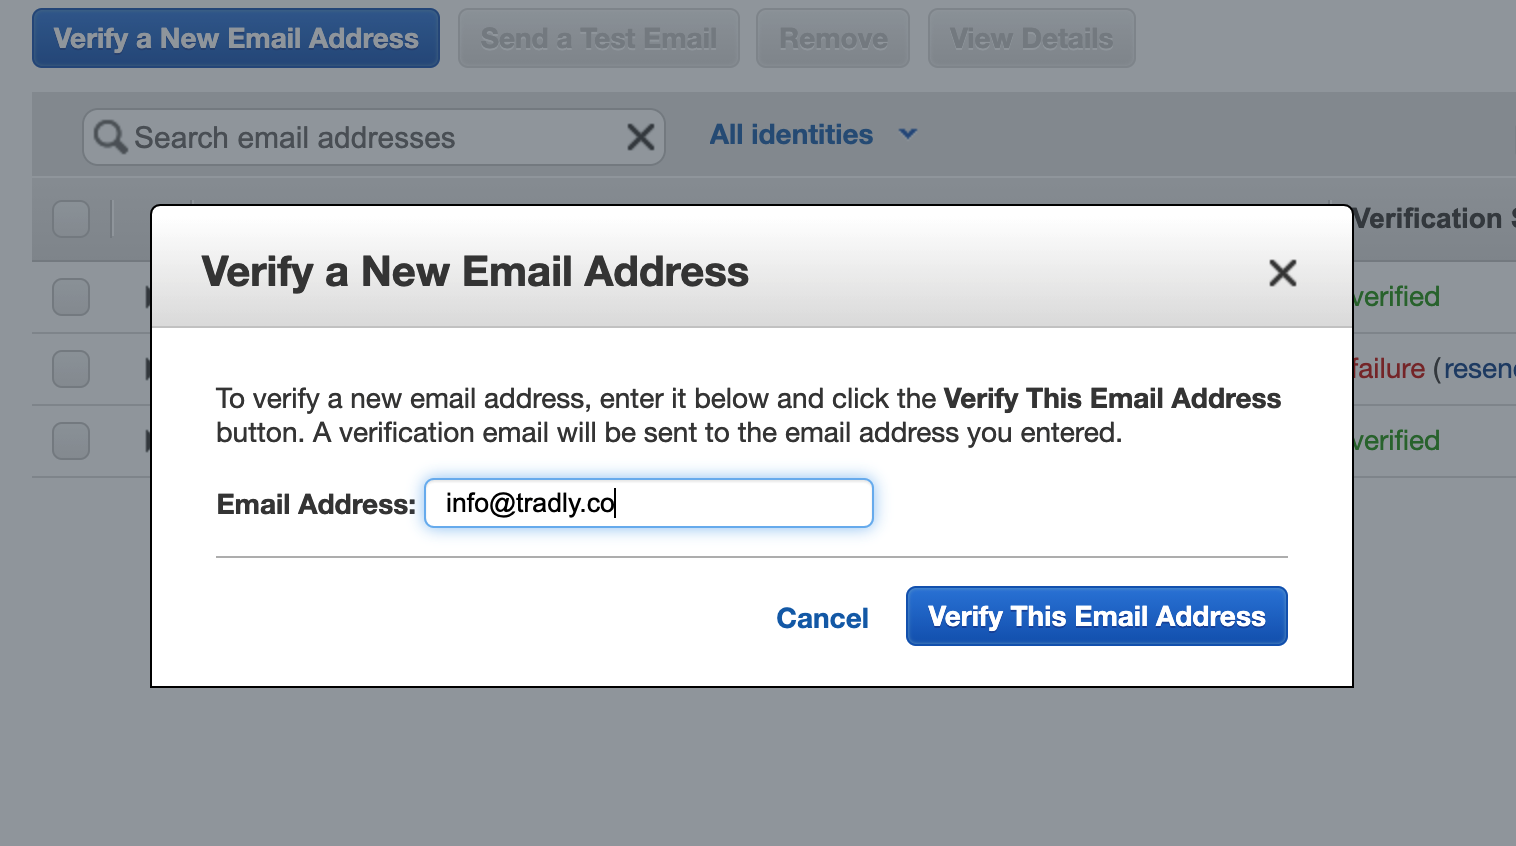 Verify a New Email Address Send a Test Email Remove View Details
Search email addresses All identities
Verification
Verify a New Email Address
verified
failure (resen
To verify a new email address, enter it below and click the Verify This Email Address
button. A verification email will be sent to the email address you entered.
verified
Email Address: info@tradly.co
Cancel Verify This Email Address